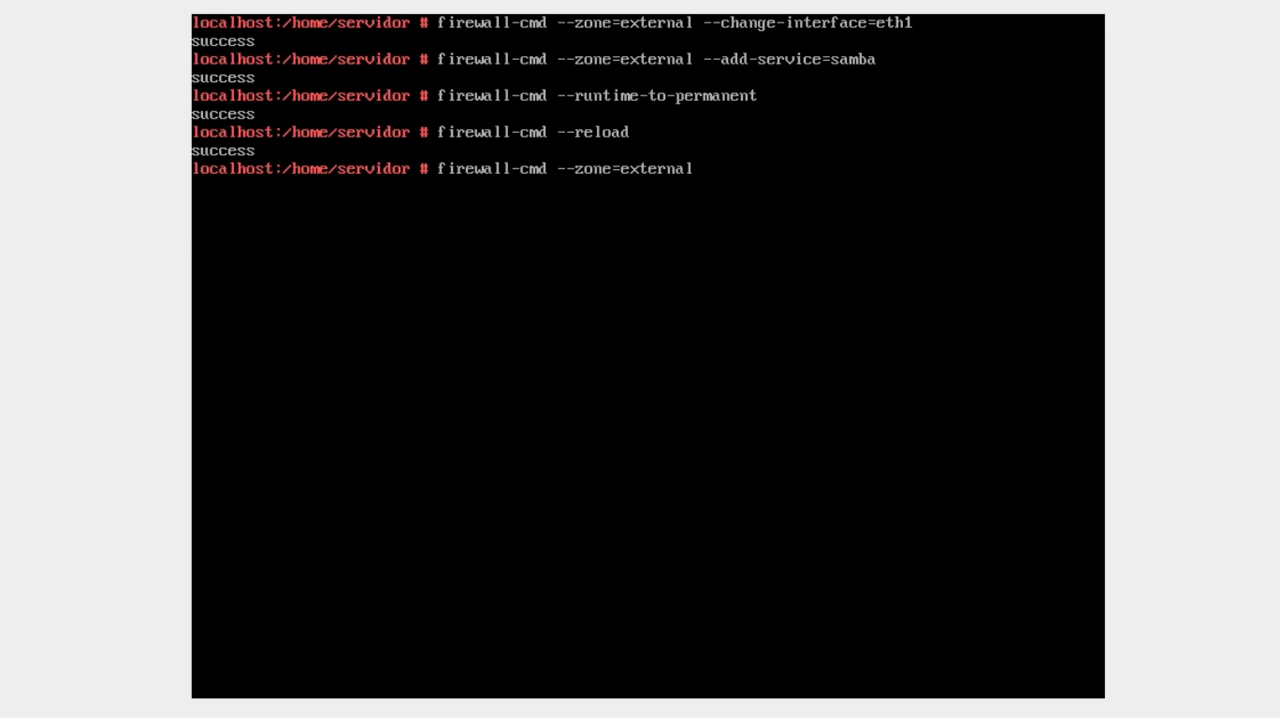 localhost:/home/servidor # firewall-cmd --zone=external --change-interface=eth1
success
localhost:/home/servidor # firewall-cmd --zone=external --add-service=samba
success
localhost:/home/servidor # firewall-cmd --runtime-to-permanent
success
localhost:/home/servidor # firewall-cmd --reload
success
localhost:/home/servidor # firewall-cmd --zone=external